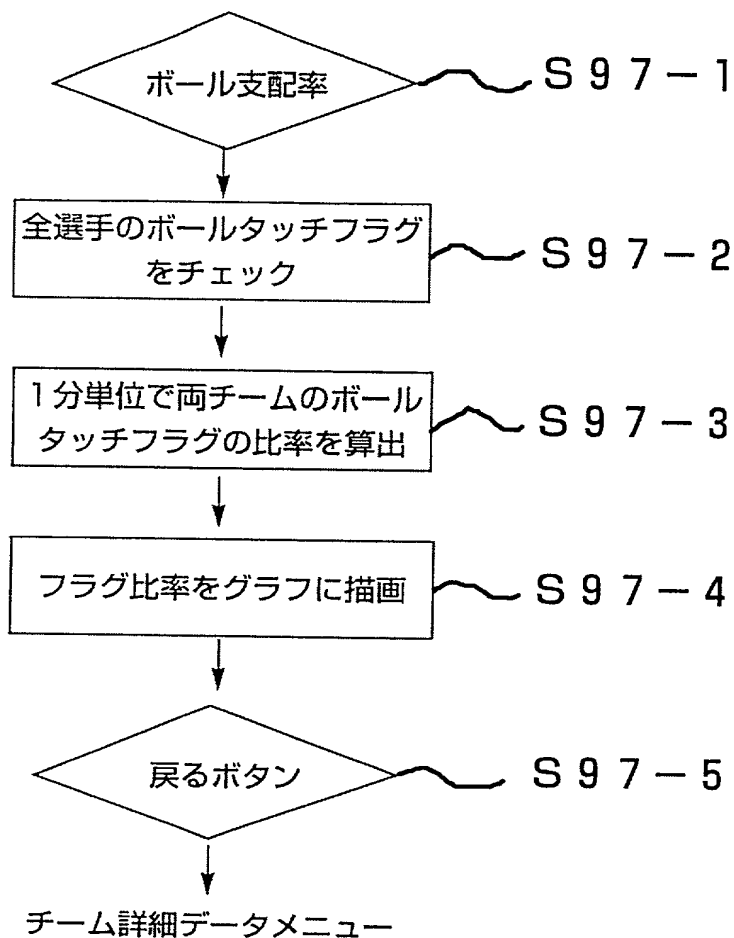 ボール支配率
S97-1
全選手のボールタッチフラグ
をチェック
S97-2
1分単位で両チームのボール
タッチフラグの比率を算出
S97-3
フラグ比率をグラフに描画
S97-4
戻るボタン
S97-5
チーム詳細データメニュー